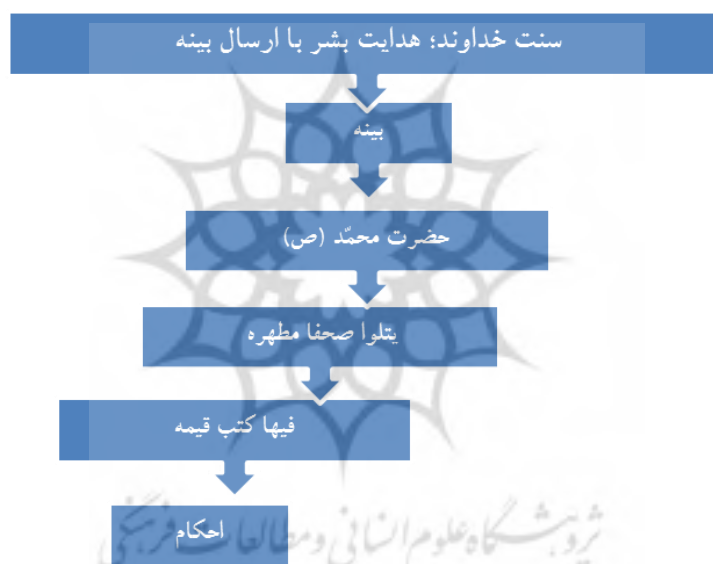 سنت خداوند؛ هدایت بشر با ارسال بینه
بینه
حضرت محمّد (ص)
یتلوا صحفا مطهره
فیها کتب قیمه
احکام
پژوهشگاه علوم انسانی و مطالعات فرهنگی